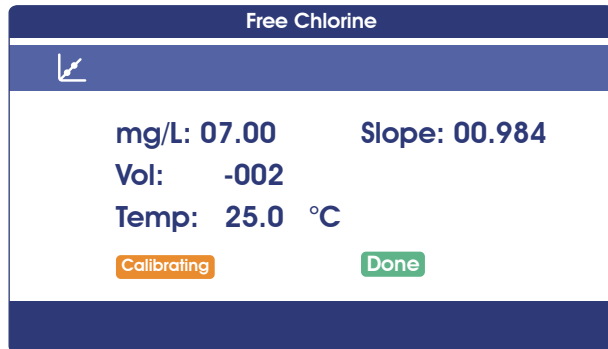 Free Chlorine
mg/L: 07.00 Slope: 00.984
Vol: -002
Temp: 25.0 °C
Calibrating Done